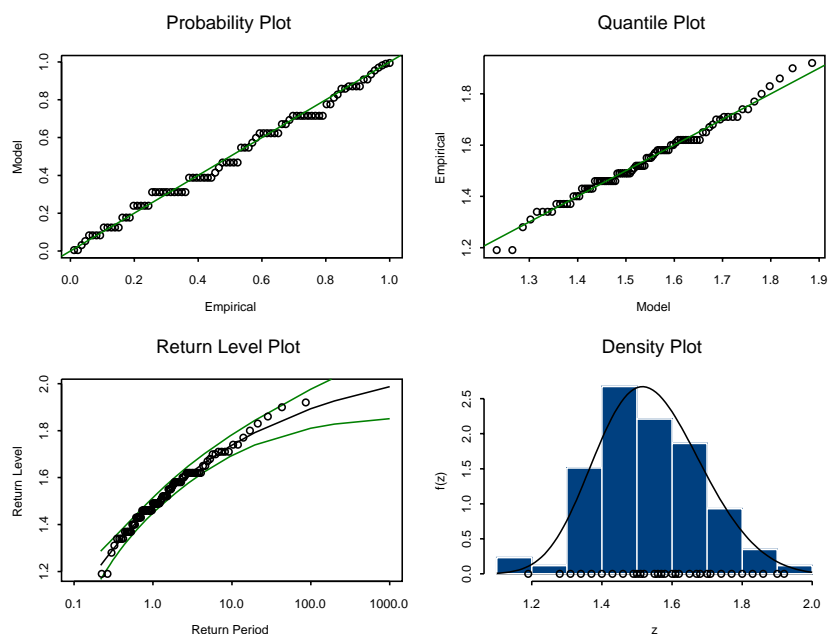 Probability Plot
Model
0.0 0.2 0.4 0.6 0.8 1.0
0.0 0.2 0.4 0.6 0.8 1.0
Empirical
Quantile Plot
Empirical
1.2 1.4 1.6 1.8
1.3 1.4 1.5 1.6 1.7 1.8 1.9
Model
Return Level Plot
Return Level
1.2 1.4 1.6 1.8 2.0
0.1 1.0 10.0 100.0 1000.0
Return Period
Density Plot
f(z)
0.0 0.5 1.0 1.5 2.0 2.5
1.2 1.4 1.6 1.8 2.0
z